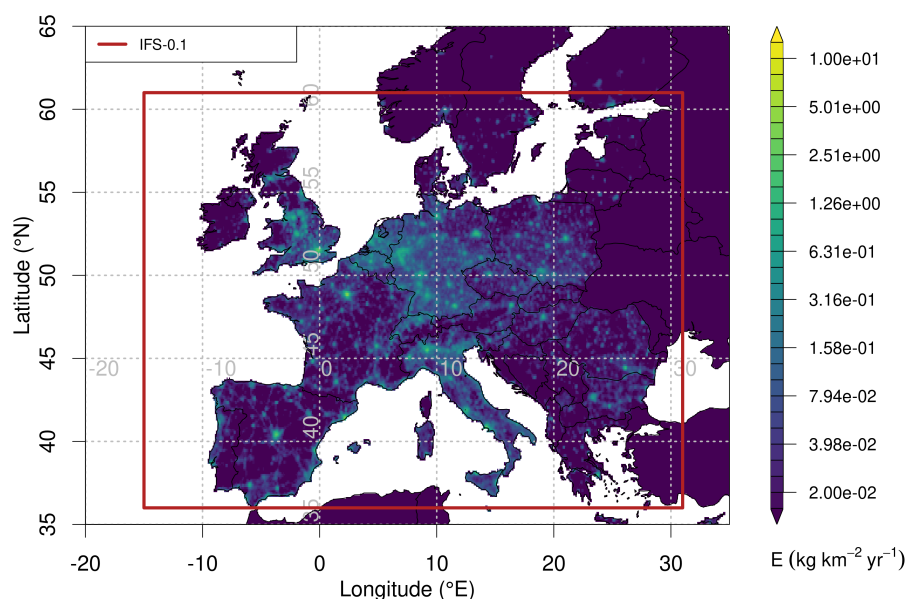 IFS-0.1
65
60
55
50
45
40
35
Latitude (°N)
-20
-10
0
10
20
30
Longitude (°E)
-20
-10
0
10
20
30
60
55
50
45
40
35
1.00e+01
5.01e+00
2.51e+00
1.26e+00
6.31e-01
3.16e-01
1.58e-01
7.94e-02
3.98e-02
2.00e-02
E (kg km⁻² yr⁻¹)